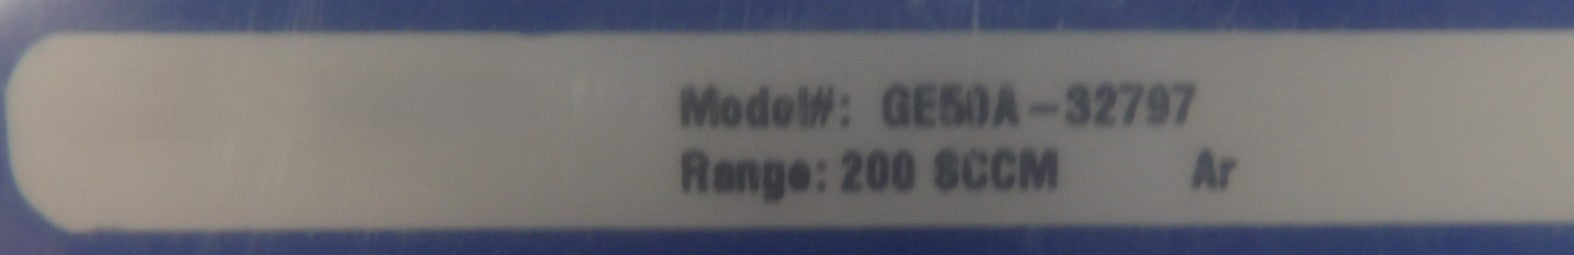 Model#: GE50A-32797
Range: 200 SCCM Ar